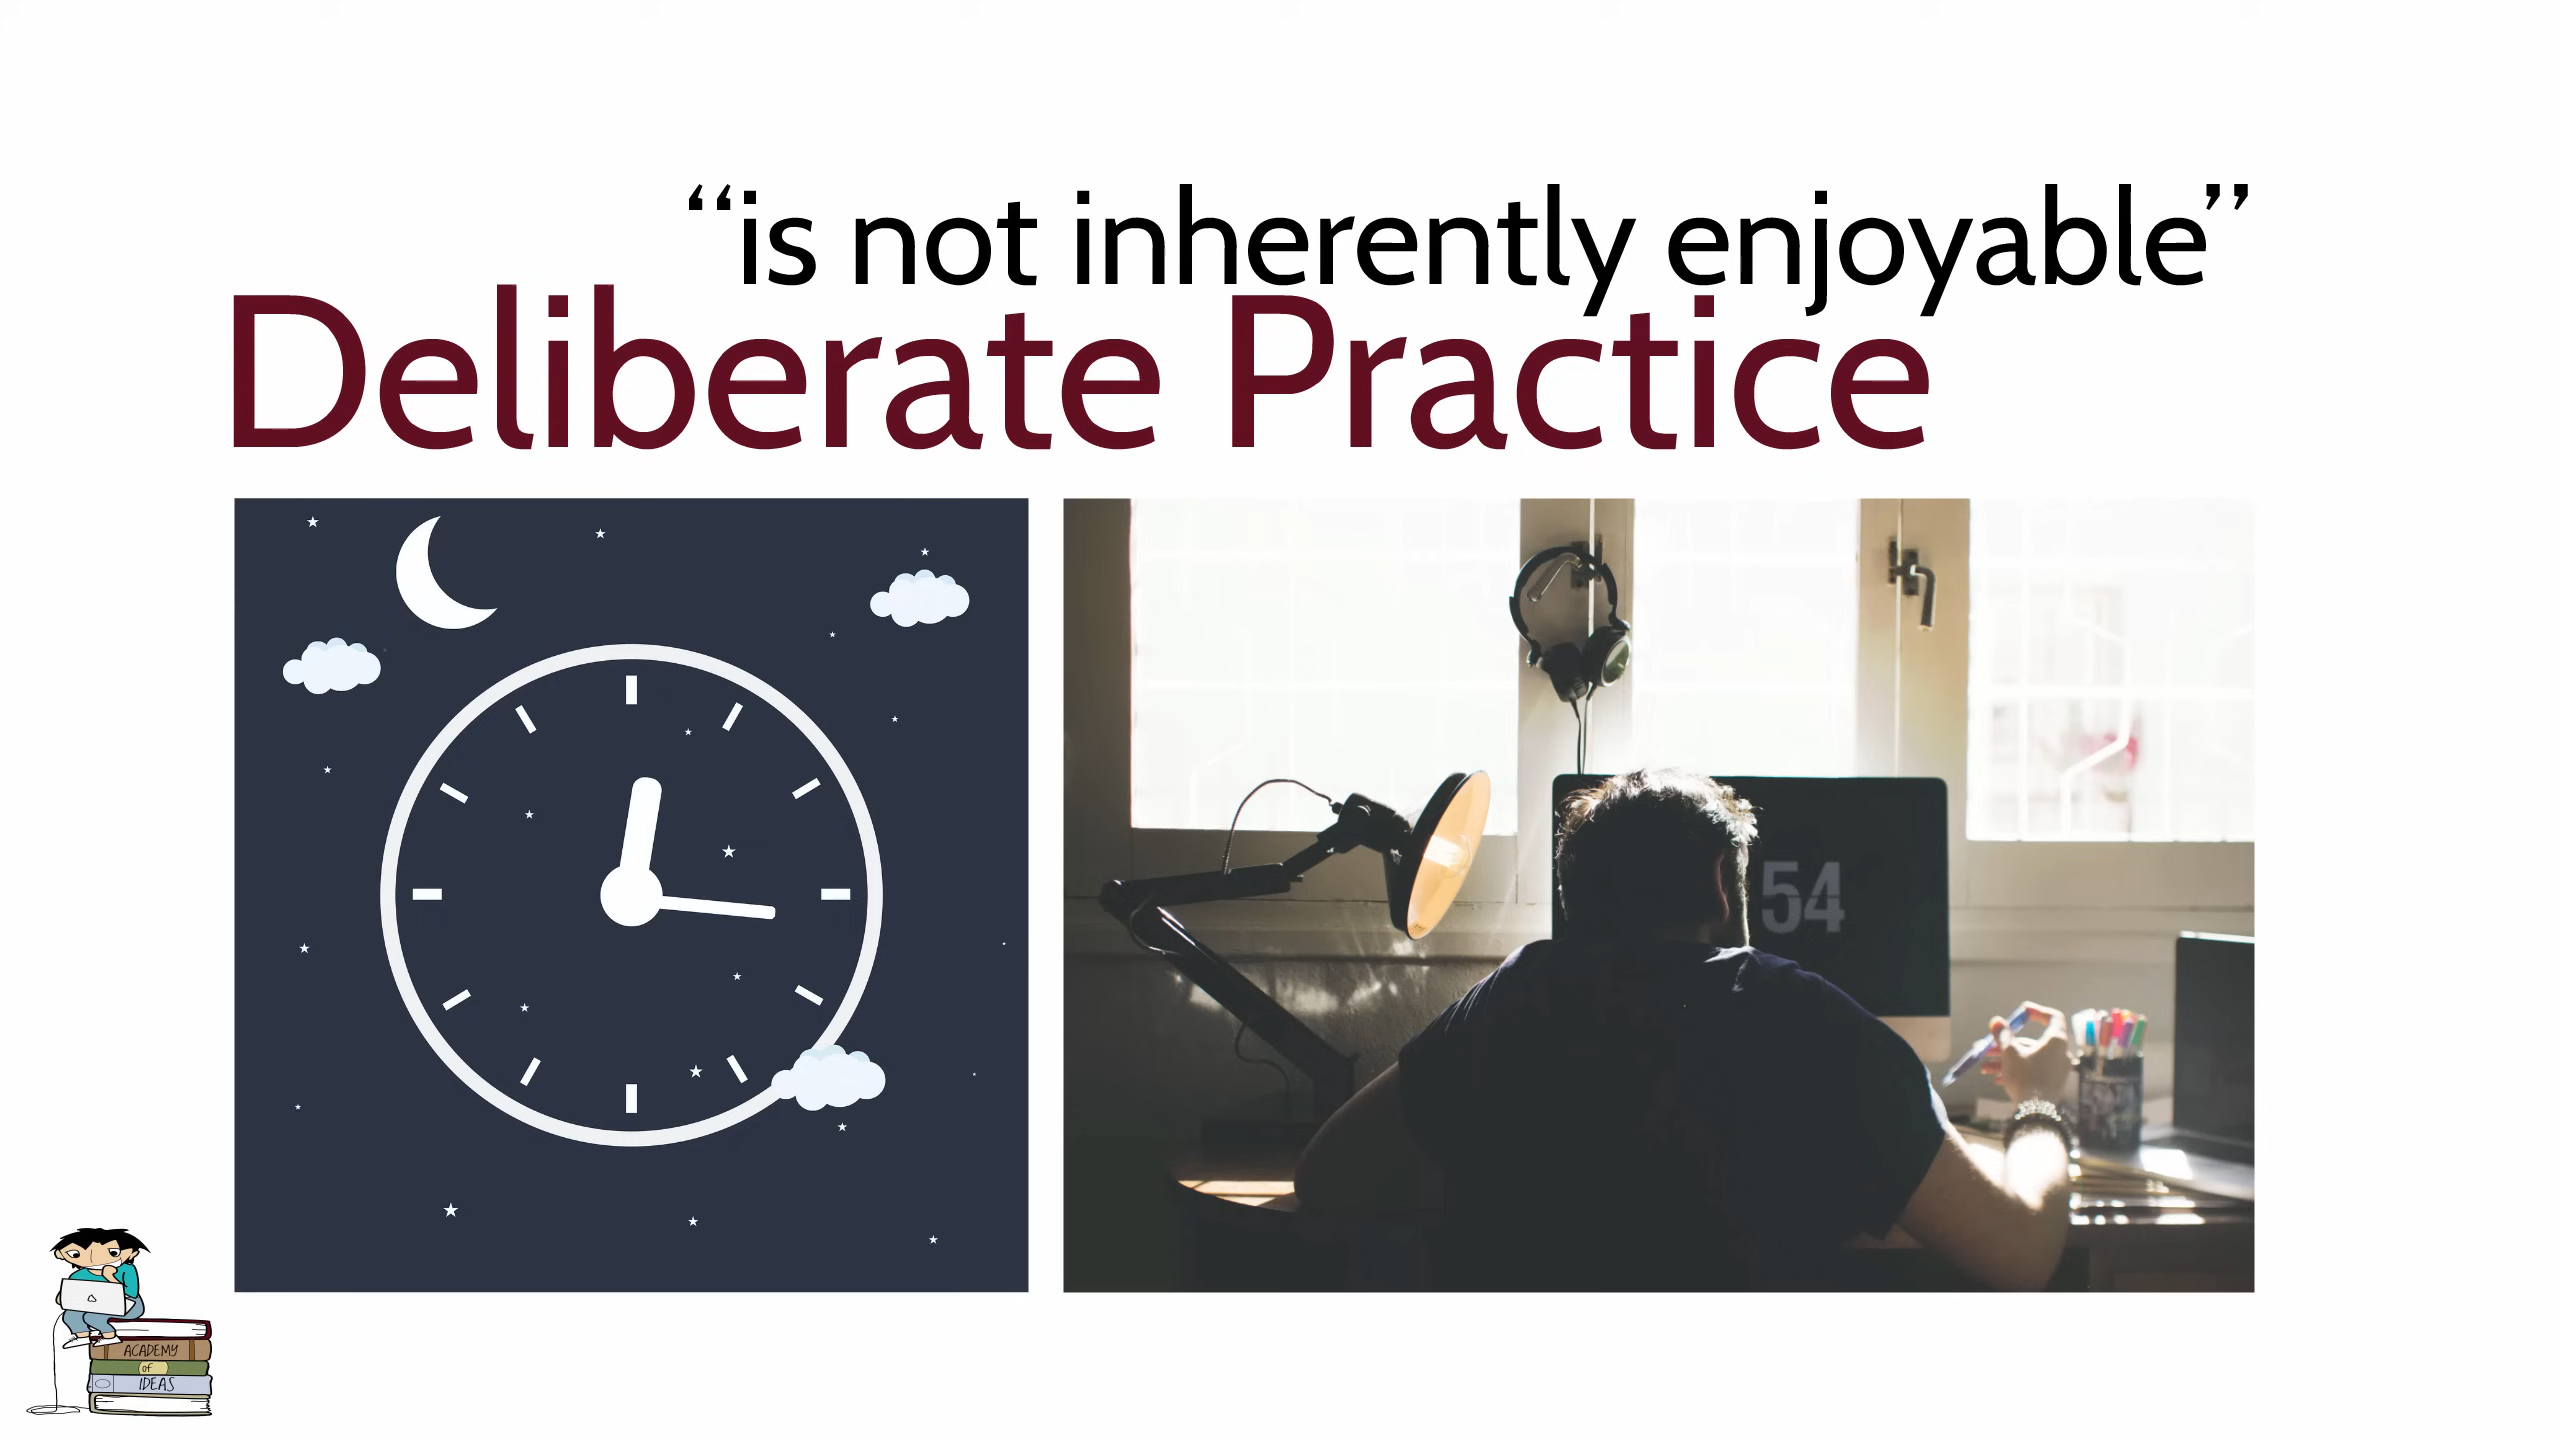 “is not inherently enjoyable”
Deliberate Practice
54
ACADEMY
of
IDEAS